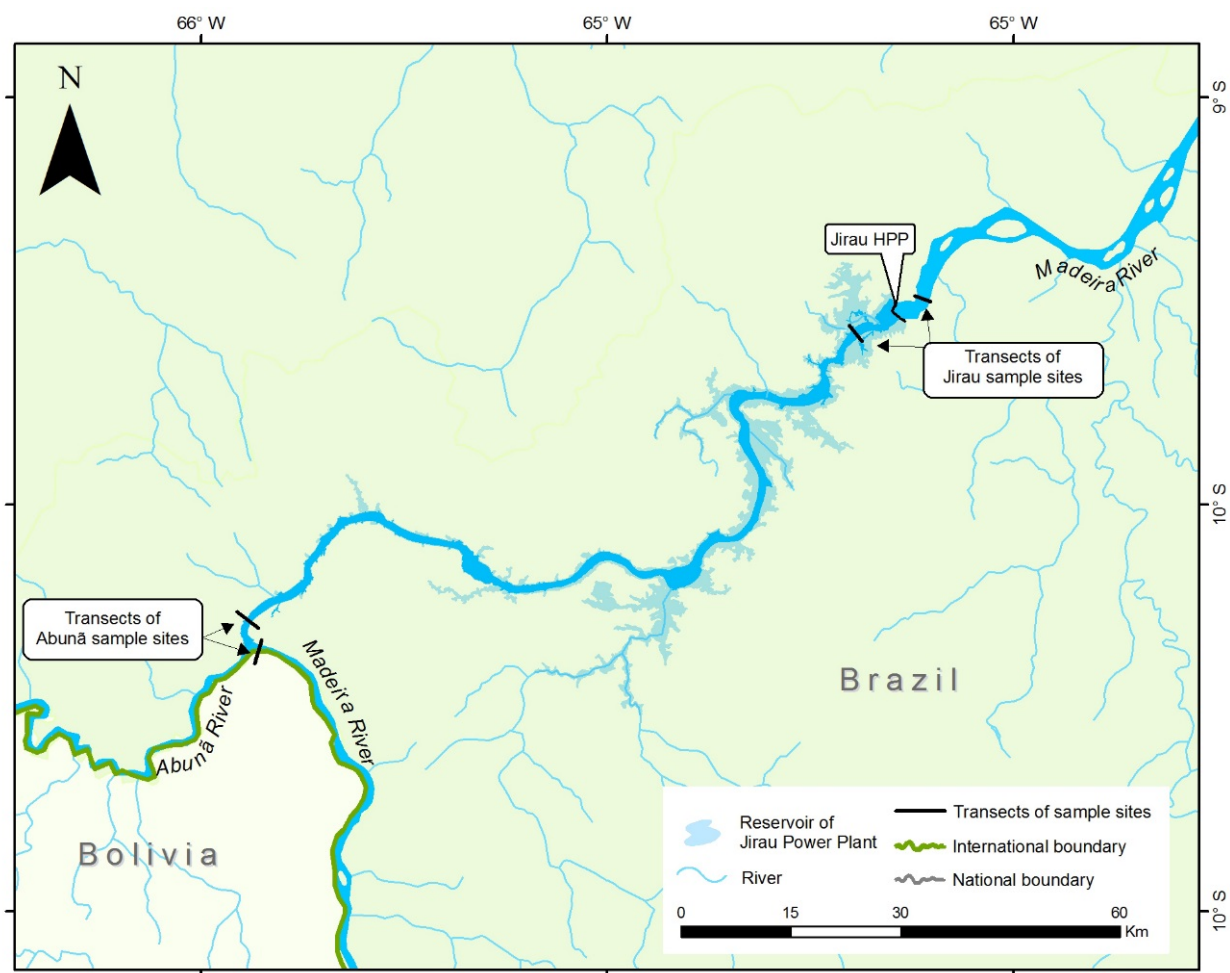 66° W
65° W
65° W
N
9° S
Jirau HPP
Madeira River
Transects of
Jirau sample sites
10° S
Transects of
Abunã sample sites
Madeira River
Abunã River
Brazil
Bolivia
Reservoir of
Jirau Power Plant
River
Transects of sample sites
International boundary
National boundary
0 15 30 60
Km
10° S